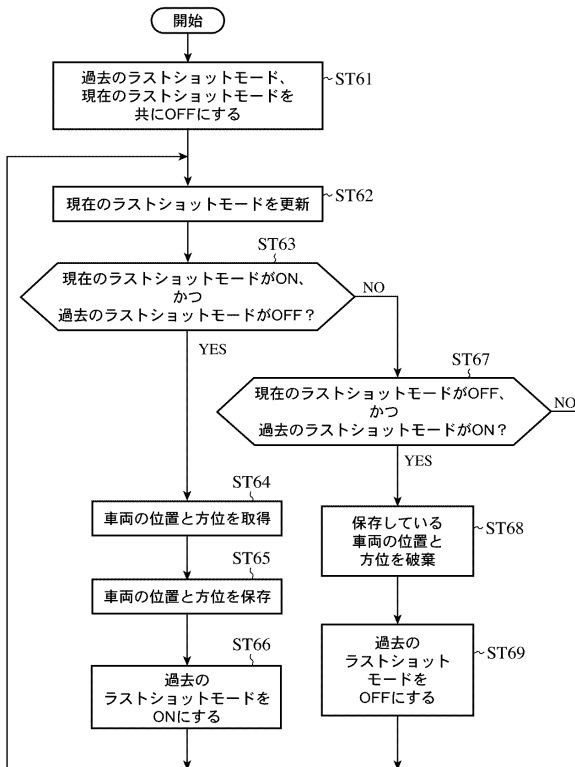 開始
過去のラストショットモード、
現在のラストショットモードを
共にOFFにする
ST61
現在のラストショットモードを更新
ST62
ST63
現在のラストショットモードがON、
かつ
過去のラストショットモードがOFF？
NO
YES
ST67
現在のラストショットモードがOFF、
かつ
過去のラストショットモードがON？
NO
YES
ST64
車両の位置と方位を取得
ST65
車両の位置と方位を保存
ST66
過去の
ラストショットモードを
ONにする
保存している
車両の位置と
方位を破棄
ST68
過去の
ラストショット
モードを
OFFにする
ST69